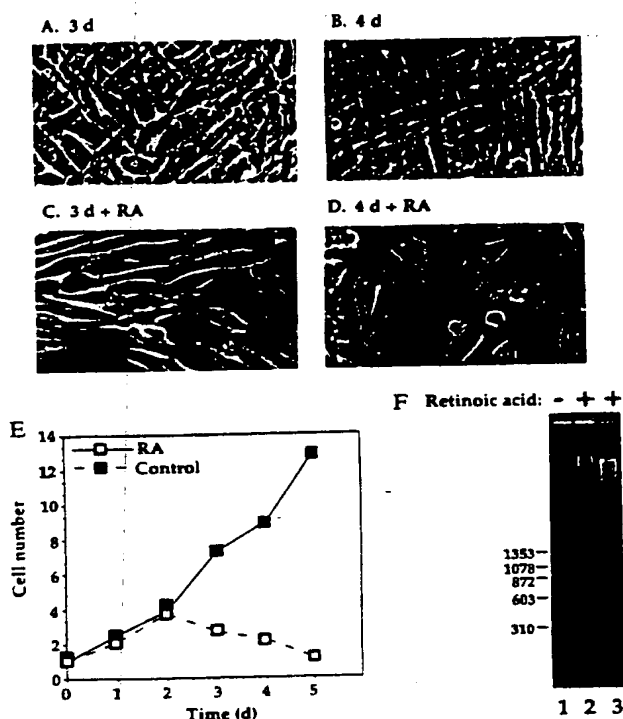 A. 3 d
B. 4 d
C. 3 d + RA
D. 4 d + RA
E
14
12
10
8
6
4
2
0
Cell number
RA
Control
0 1 2 3 4 5
Time (d)
F Retinoic acid: - + +
1353
1078
872
603
310
1 2 3